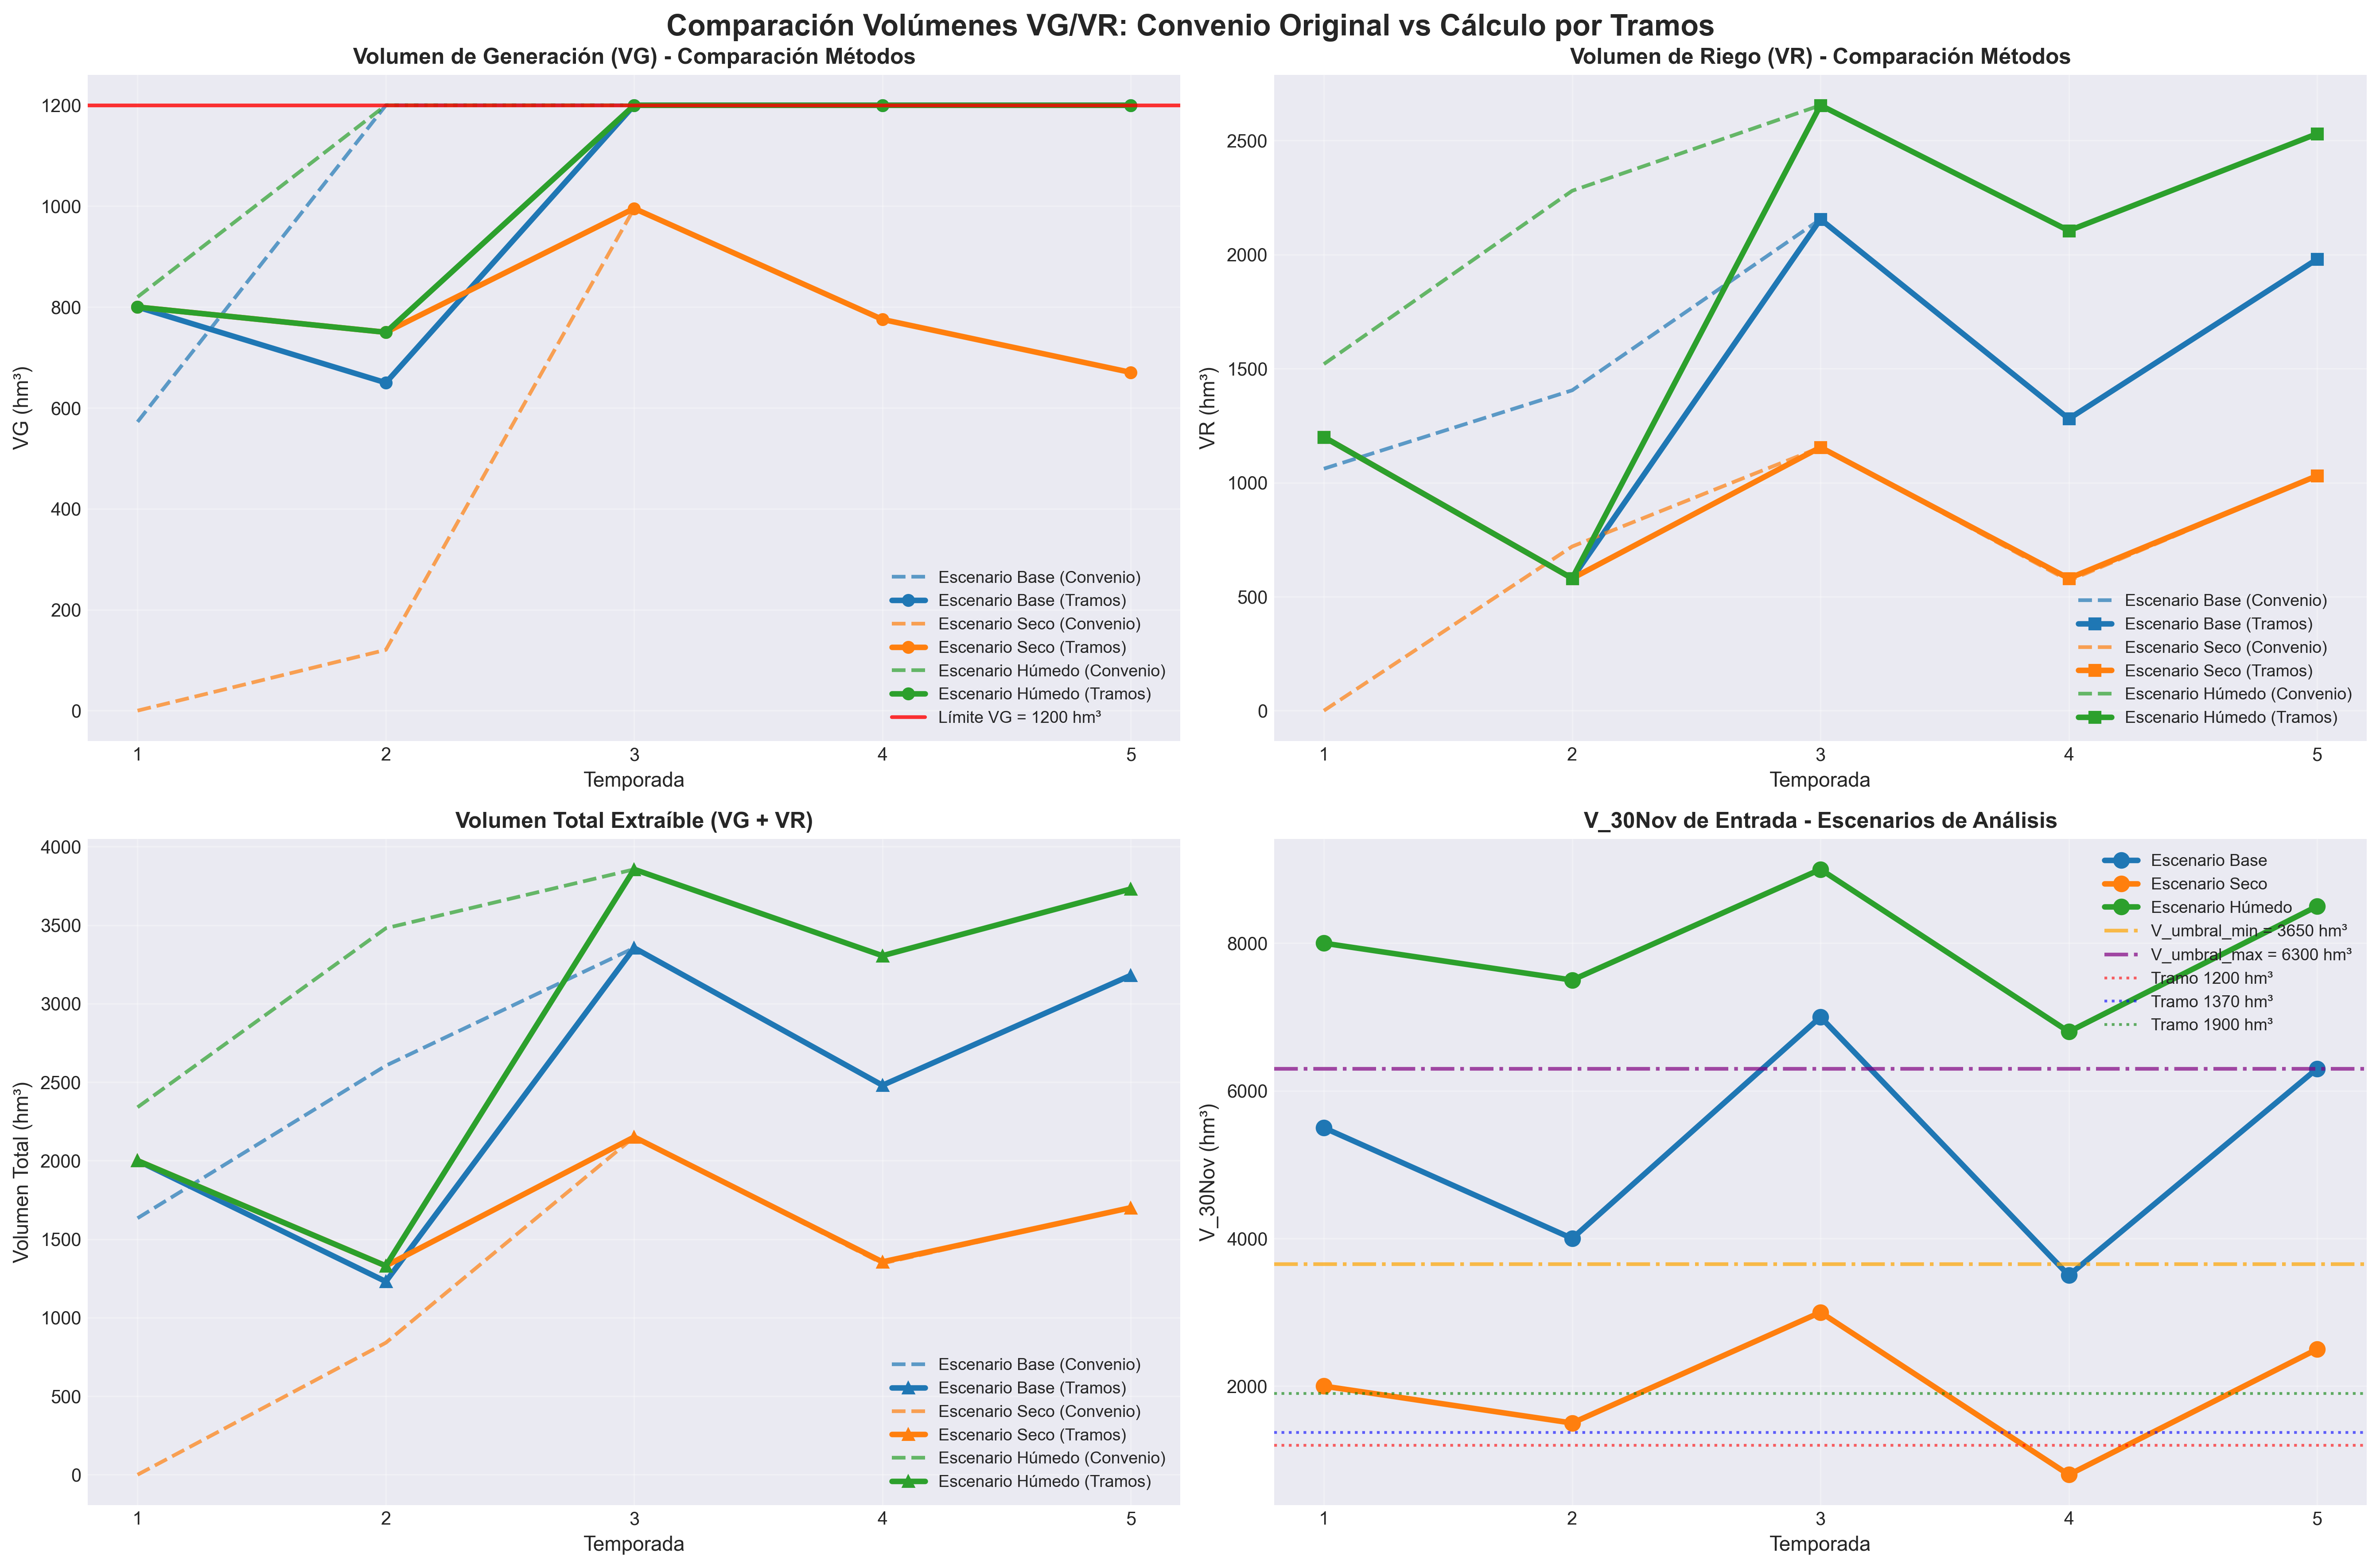 Comparación Volúmenes VG/VR: Convenio Original vs Cálculo por Tramos
Volumen de Generación (VG) - Comparación Métodos
VG (hm³)
1200
1000
800
600
400
200
0
Escenario Base (Convenio)
Escenario Base (Tramos)
Escenario Seco (Convenio)
Escenario Seco (Tramos)
Escenario Húmedo (Convenio)
Escenario Húmedo (Tramos)
Límite VG = 1200 hm³
1 2 3 4 5
Temporada
Volumen de Riego (VR) - Comparación Métodos
VR (hm³)
2500
2000
1500
1000
500
0
Escenario Base (Convenio)
Escenario Base (Tramos)
Escenario Seco (Convenio)
Escenario Seco (Tramos)
Escenario Húmedo (Convenio)
Escenario Húmedo (Tramos)
1 2 3 4 5
Temporada
Volumen Total Extraíble (VG + VR)
Volumen Total (hm³)
4000
3500
3000
2500
2000
1500
1000
500
0
Escenario Base (Convenio)
Escenario Base (Tramos)
Escenario Seco (Convenio)
Escenario Seco (Tramos)
Escenario Húmedo (Convenio)
Escenario Húmedo (Tramos)
1 2 3 4 5
Temporada
V_30Nov de Entrada - Escenarios de Análisis
V_30Nov (hm³)
8000
6000
4000
2000
Escenario Base
Escenario Seco
Escenario Húmedo
V_umbral_min = 3650 hm³
V_umbral_max = 6300 hm³
Tramo 1200 hm³
Tramo 1370 hm³
Tramo 1900 hm³
1 2 3 4 5
Temporada